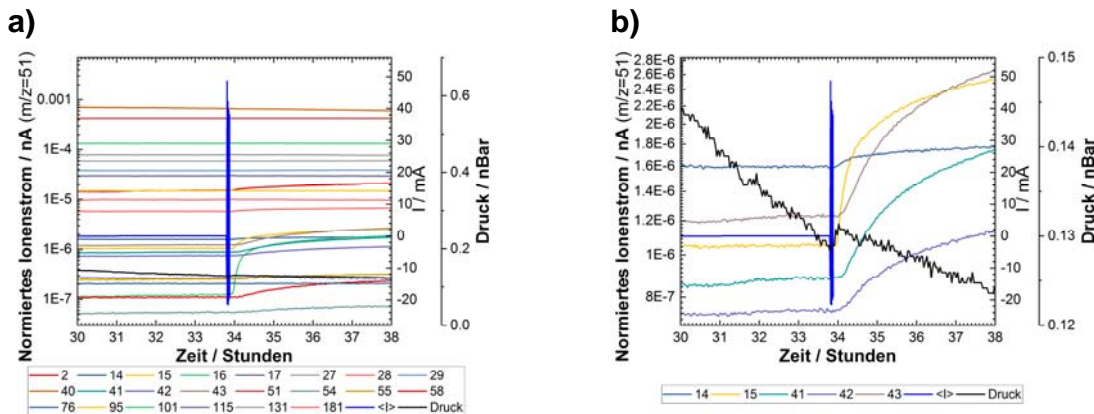 a)
Normiertes Ionenstrom / nA (m/z=51)
0.001
1E-4
1E-5
1E-6
1E-7
30 31 32 33 34 35 36 37 38
Zeit / Stunden
50
40
30
20
10
0
-10
-20
I / mA
0.6
0.4
0.2
0.0
Druck / nBar
2 14 15 16 17 27 28 29
40 41 42 43 51 54 55 58
76 95 101 115 131 181 <I> Druck
b)
Normiertes Ionenstrom / nA (m/z=51)
2.8E-6
2.6E-6
2.4E-6
2.2E-6
2E-6
1.8E-6
1.6E-6
1.4E-6
1.2E-6
1E-6
8E-7
30 31 32 33 34 35 36 37 38
Zeit / Stunden
50
40
30
20
10
0
-10
-20
I / mA
0.15
0.14
0.13
0.12
Druck / nBar
14 15 41 42 43 <I> Druck